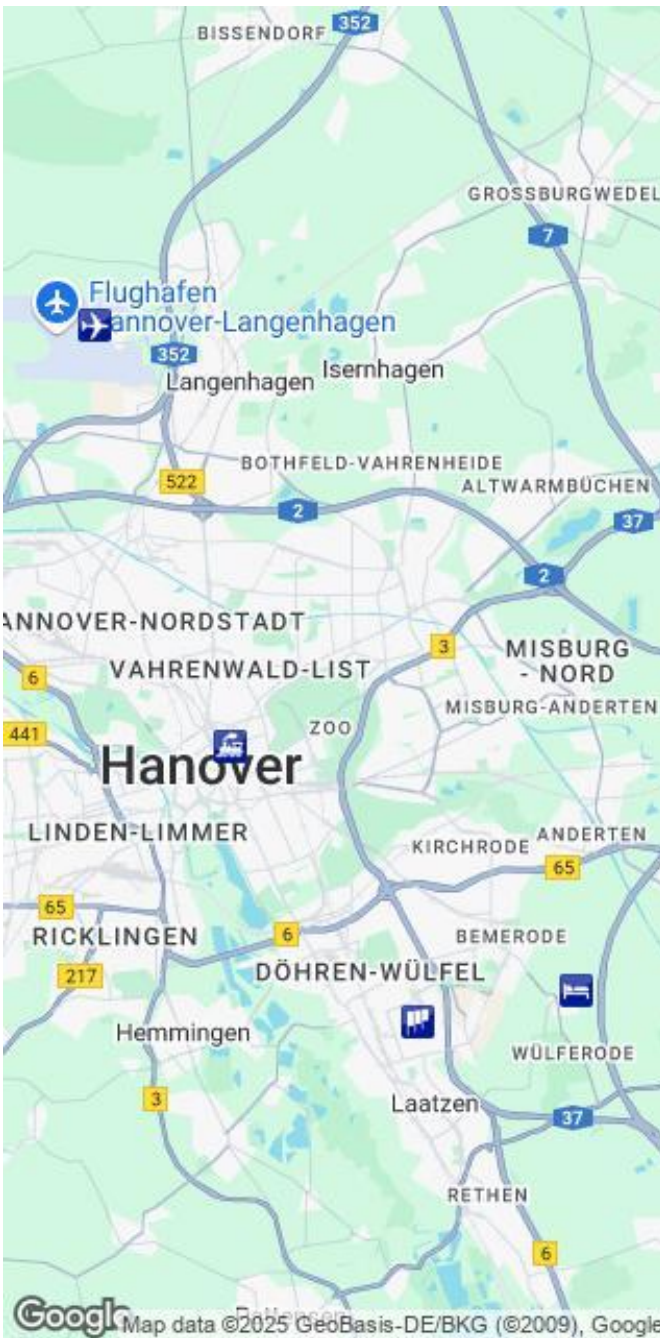 352
BISSENDORF
GROSSBURGWEDEL
7
Flughafen
annover-Langenhagen
352
Langenhagen
Isernhagen
BOTHFELD-VAHRENHEIDE
522
ALTWARMBÜCHEN
2
37
2
ANNOVER-NORDSTADT
3
MISBURG
- NORD
VAHRENWALD-LIST
6
MISBURG-ANDERTEN
ZOO
441
Hanover
LINDEN-LIMMER
ANDERTEN
KIRCHRODE
65
65
RICKLINGEN
6
BEMERODE
DÖHREN-WÜLFEL
217
Hemmingen
WÜLFERODE
3
Laatzen
37
RETHEN
6
Google
Map data ©2025 GeoBasis-DE/BKG (©2009), Google